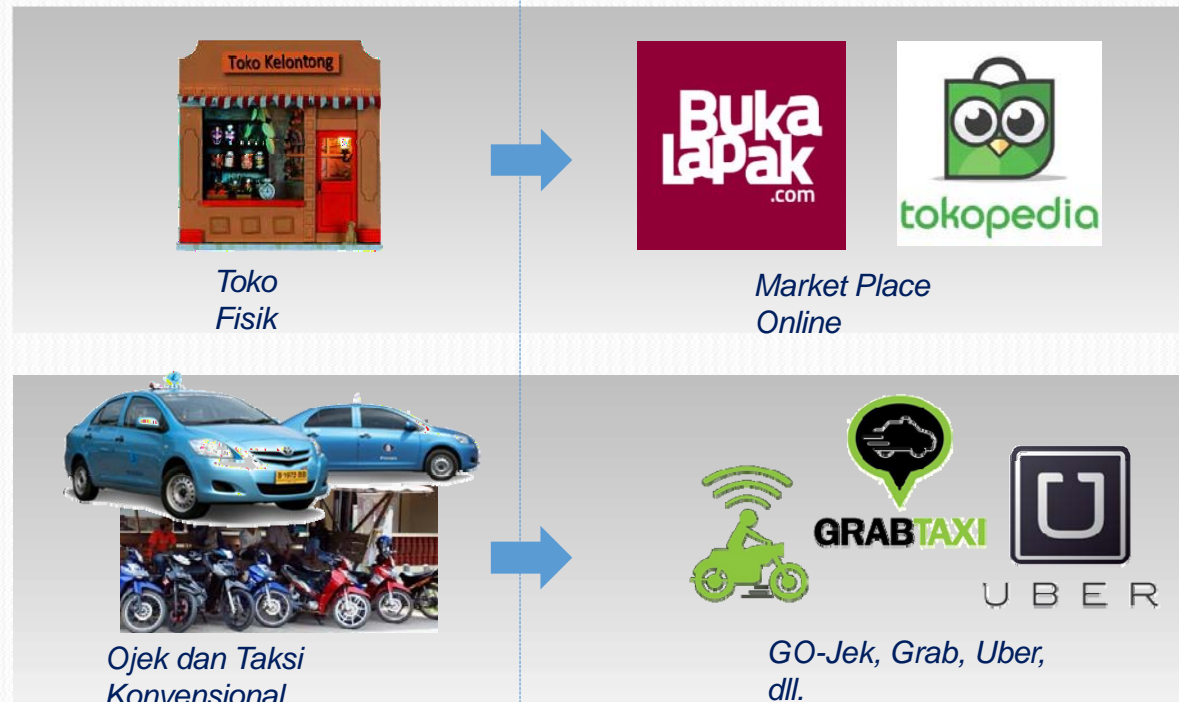 Toko Kelontong
Buka
Lapak
.com
tokopedia
Toko
Fisik
Market Place
Online
GRABTAXI
U
UBER
Ojek dan Taksi
Konvensional
GO-Jek, Grab, Uber,
dll.